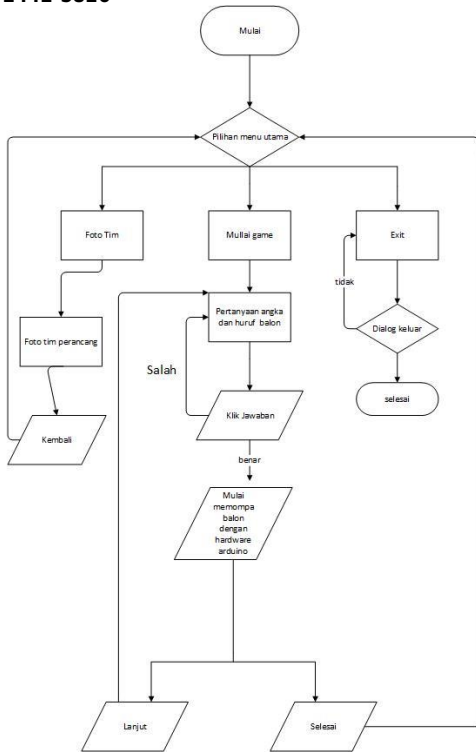 Mulai
Pilihan menu utama
Foto Tim
Mullai game
Exit
tidak
Pertanyaan angka
dan huruf balon
Foto tim perancang
Dialog keluar
Salah
selesai
Klik Jawaban
Kembali
benar
Mulai
memompa
balon
dengan
hardware
arduino
Lanjut
Selesai